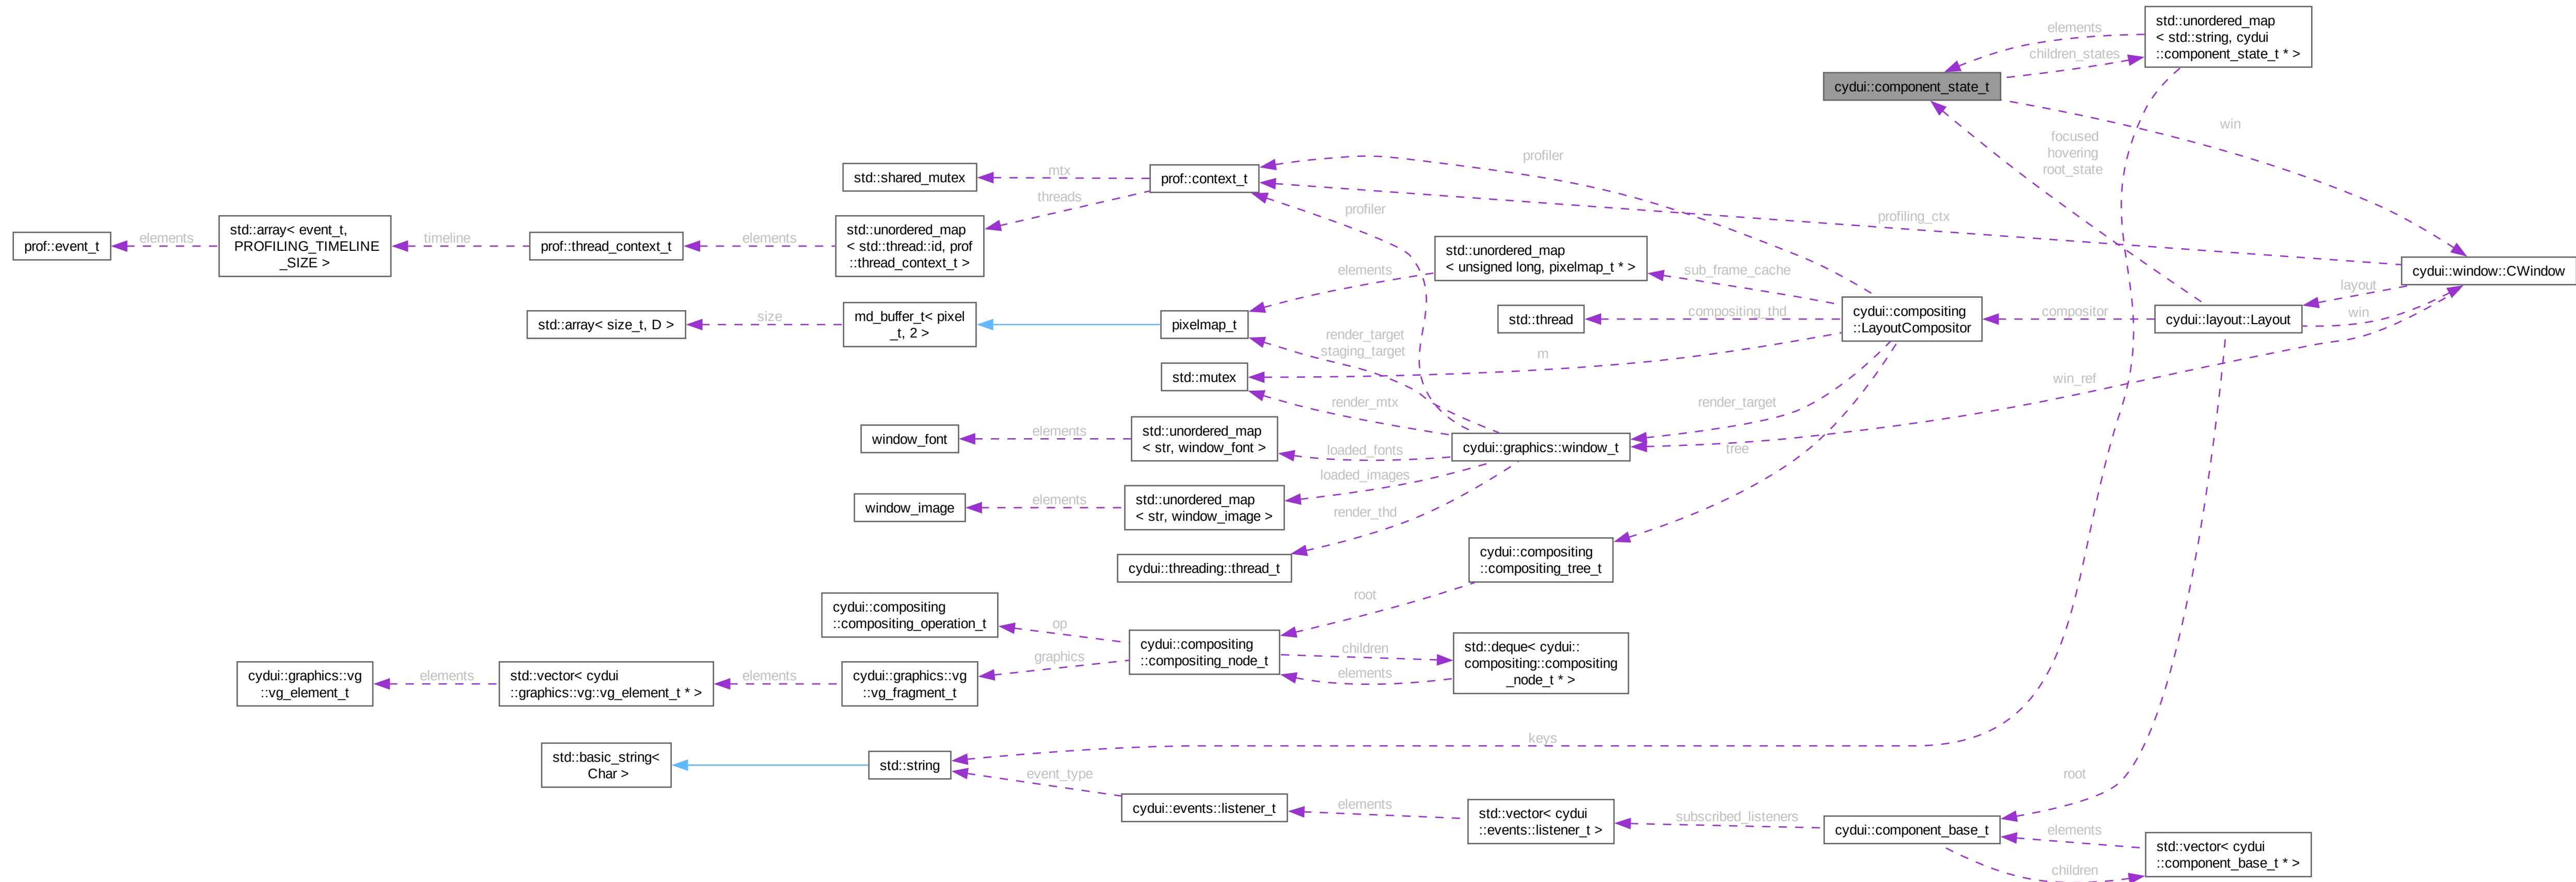 std::unordered_map
< std::string, cydui
::component_state_t * >
elements
children_states
cydui::component_state_t
win
focused
hovering
root_state
profiler
std::shared_mutex
mtx
prof::context_t
threads
profiler
profiling_ctx
prof::event_t
elements
std::array< event_t,
PROFILING_TIMELINE
_SIZE >
timeline
prof::thread_context_t
elements
std::unordered_map
< std::thread::id, prof
::thread_context_t >
std::unordered_map
< unsigned long, pixelmap_t * >
elements
sub_frame_cache
cydui::window::CWindow
layout
std::array< size_t, D >
size
md_buffer_t< pixel
_t, 2 >
pixelmap_t
std::thread
compositing_thd
cydui::compositing
::LayoutCompositor
compositor
cydui::layout::Layout
win
render_target
staging_target
m
std::mutex
render_mtx
win_ref
render_target
window_font
elements
std::unordered_map
< str, window_font >
loaded_fonts
cydui::graphics::window_t
tree
loaded_images
window_image
elements
std::unordered_map
< str, window_image >
render_thd
cydui::threading::thread_t
cydui::compositing
::compositing_tree_t
root
cydui::compositing
::compositing_operation_t
op
cydui::compositing
::compositing_node_t
children
elements
std::deque< cydui::
compositing::compositing
_node_t * >
graphics
cydui::graphics::vg
::vg_element_t
elements
std::vector< cydui
::graphics::vg::vg_element_t * >
elements
cydui::graphics::vg
::vg_fragment_t
keys
std::basic_string<
Char >
std::string
event_type
root
cydui::events::listener_t
elements
std::vector< cydui
::events::listener_t >
subscribed_listeners
cydui::component_base_t
elements
std::vector< cydui
::component_base_t * >
children